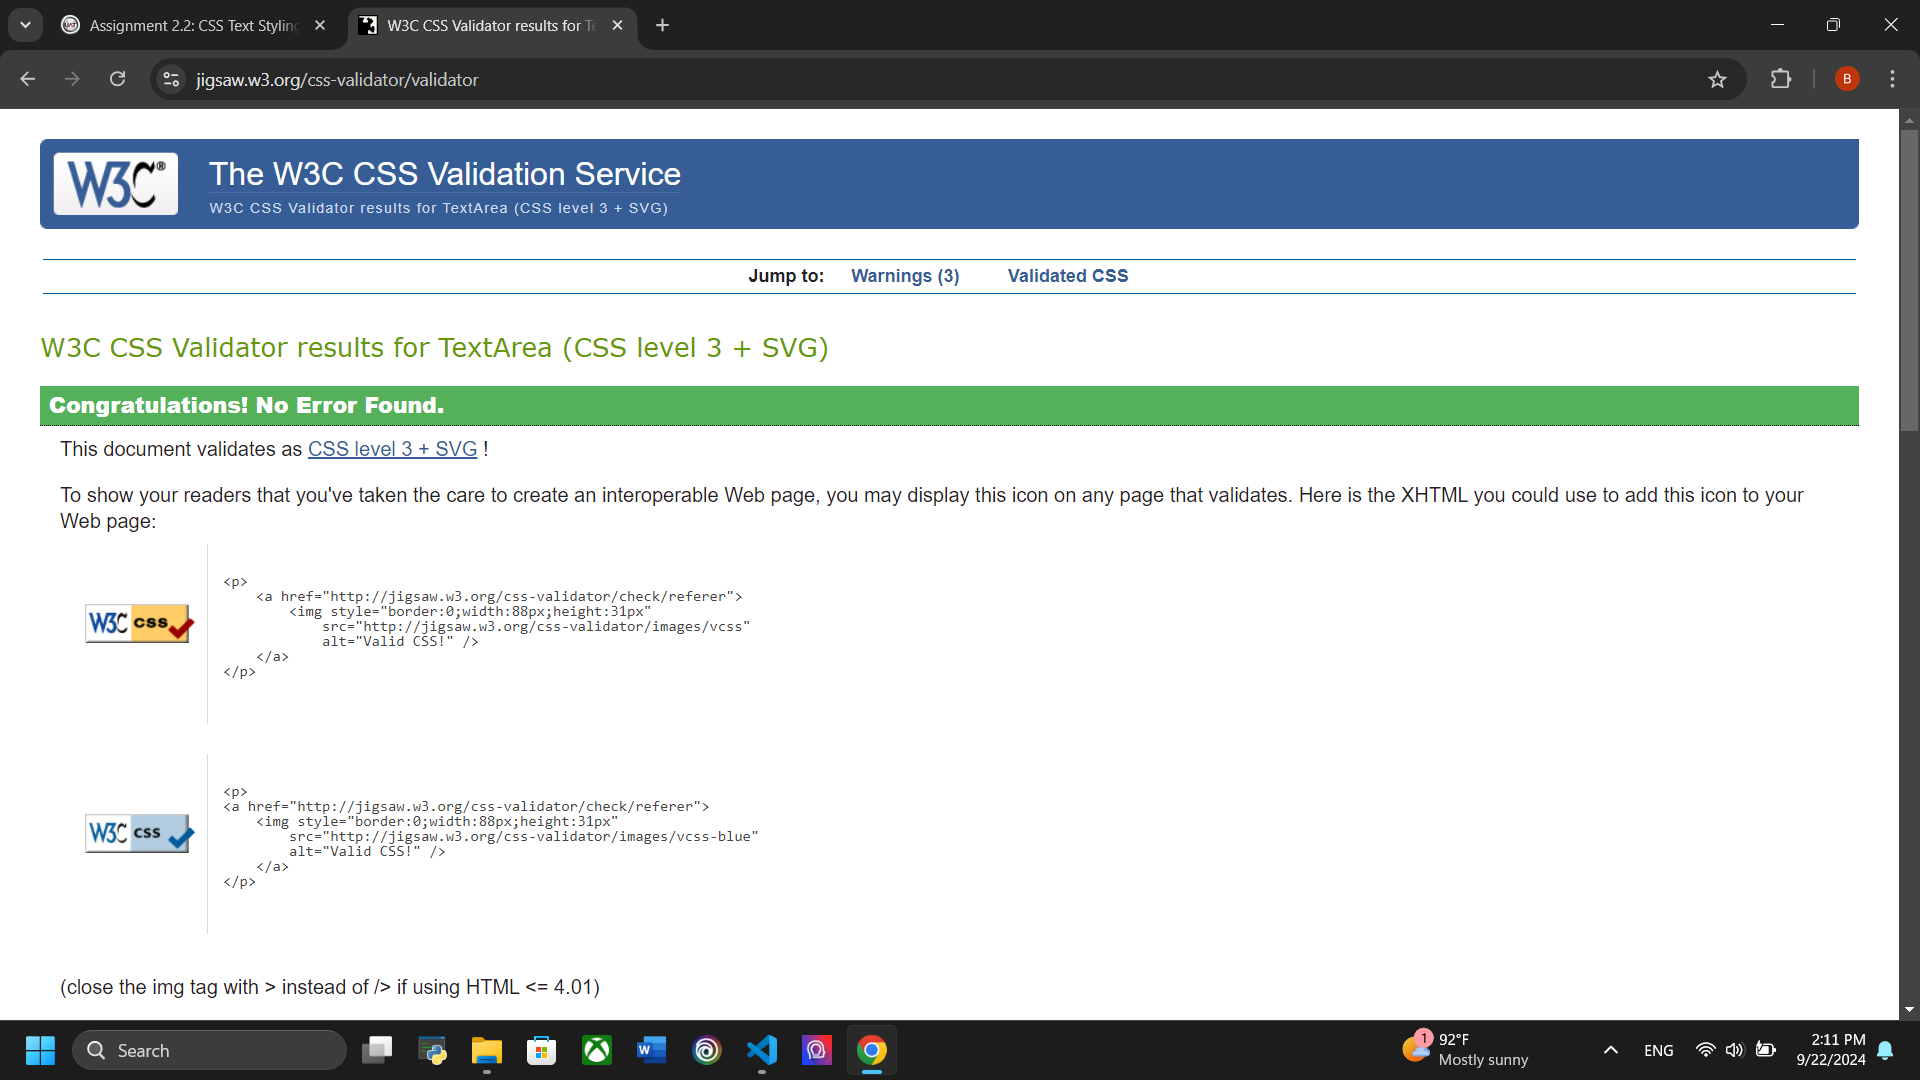 Assignment 2.2: CSS Text Styling
W3C CSS Validator results for Te
jigsaw.w3.org/css-validator/validator
B
W3C®
The W3C CSS Validation Service
W3C CSS Validator results for TextArea (CSS level 3 + SVG)
Jump to: Warnings (3) Validated CSS
W3C CSS Validator results for TextArea (CSS level 3 + SVG)
Congratulations! No Error Found.
This document validates as CSS level 3 + SVG !
To show your readers that you've taken the care to create an interoperable Web page, you may display this icon on any page that validates. Here is the XHTML you could use to add this icon to your
Web page:
W3C css
<p>
<a href="http://jigsaw.w3.org/css-validator/check/referer">
<img style="border:0;width:88px;height:31px"
src="http://jigsaw.w3.org/css-validator/images/vcss"
alt="Valid CSS!" />
</a>
</p>
W3C css
<p>
<a href="http://jigsaw.w3.org/css-validator/check/referer">
<img style="border:0;width:88px;height:31px"
src="http://jigsaw.w3.org/css-validator/images/vcss-blue"
alt="Valid CSS!" />
</a>
</p>
(close the img tag with > instead of /> if using HTML <= 4.01)
Search
W
1
92°F
Mostly sunny
ENG
2:11 PM
9/22/2024